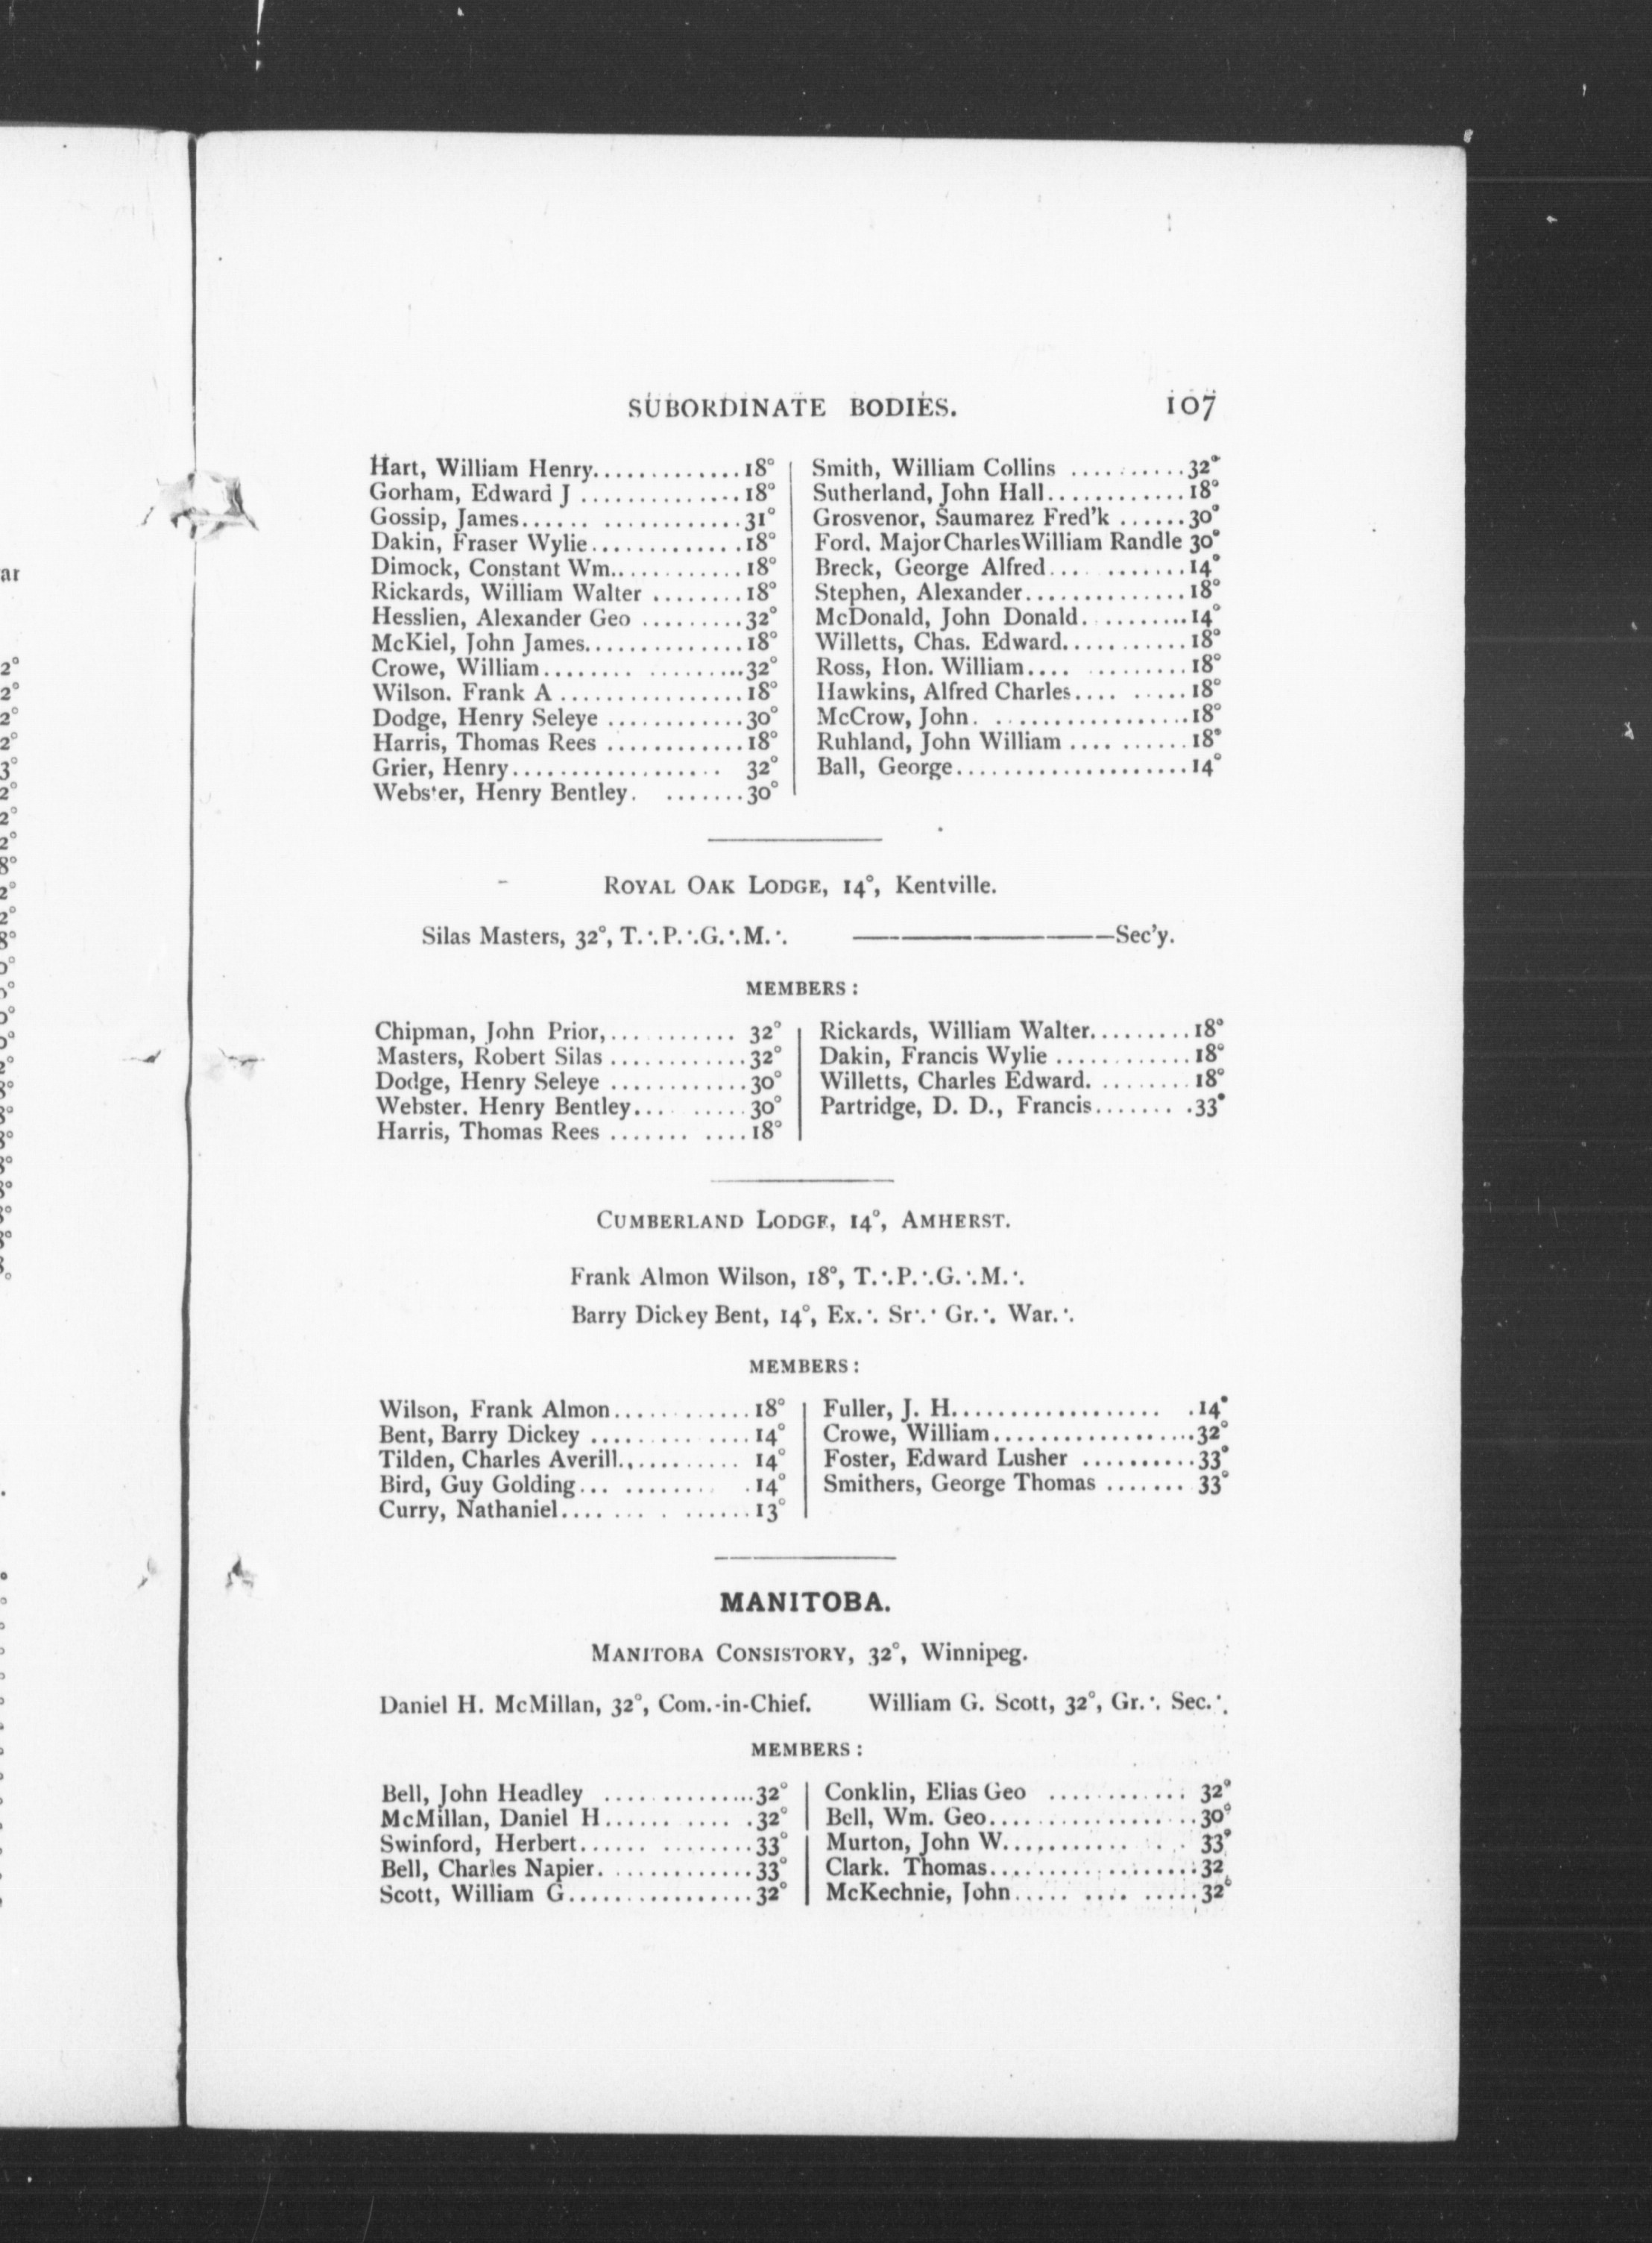 SUBORDINATE BODIES. 107
Hart, William Henry.............18°
Gorham, Edward J ..............18°
Gossip, James...... ............31°
Dakin, Fraser Wylie.............18°
Dimock, Constant Wm............18°
Rickards, William Walter ........18°
Hesslien, Alexander Geo .........32°
McKiel, John James..............18°
Crowe, William....... .........32°
Wilson. Frank A ................18°
Dodge, Henry Seleye ............30°
Harris, Thomas Rees ............18°
Grier, Henry.................. 32°
Webster, Henry Bentley. .......30°
Smith, William Collins ..........32°
Sutherland, John Hall............18°
Grosvenor, Saumarez Fred'k ......30°
Ford. Major Charles William Randle 30°
Breck, George Alfred... .......14°
Stephen, Alexander..............18°
McDonald, John Donald. ........14°
Willetts, Chas. Edward...........18°
Ross, Hon. William.... .........18°
Hawkins, Alfred Charles.... .....18°
McCrow, John. .................18°
Ruhland, John William .... ......18°
Ball, George....................14°
ROYAL OAK LODGE, 14°, Kentville.
Silas Masters, 32°, T.∴P.∴G.∴M.∴ ——————Sec'y.
MEMBERS:
Chipman, John Prior,........... 32°
Masters, Robert Silas ............32°
Dodge, Henry Seleye ............30°
Webster. Henry Bentley... ......30°
Harris, Thomas Rees ....... ....18°
Rickards, William Walter.........18°
Dakin, Francis Wylie ............18°
Willetts, Charles Edward. ........18°
Partridge, D. D., Francis....... .33°
CUMBERLAND LODGE, 14°, AMHERST.
Frank Almon Wilson, 18°, T.∴P.∴G.∴M.∴
Barry Dickey Bent, 14°, Ex.∴ Sr∴ Gr.∴ War.∴
MEMBERS:
Wilson, Frank Almon............18°
Bent, Barry Dickey ..............14°
Tilden, Charles Averill........... 14°
Bird, Guy Golding... ....... .14°
Curry, Nathaniel.... ... . ......13°
Fuller, J. H.................. .14°
Crowe, William.................32°
Foster, Edward Lusher ..........33°
Smithers, George Thomas ....... 33°
MANITOBA.
MANITOBA CONSISTORY, 32°, Winnipeg.
Daniel H. McMillan, 32°, Com.-in-Chief. William G. Scott, 32°, Gr.∴ Sec.∴
MEMBERS:
Bell, John Headley .............32°
McMillan, Daniel H...... .... .32°
Swinford, Herbert...... ........33°
Bell, Charles Napier. ............33°
Scott, William G................32°
Conklin, Elias Geo ............ 32°
Bell, Wm. Geo..................30°
Murton, John W........... . . 33°
Clark. Thomas..................32
McKechnie, John..... .... .....32°